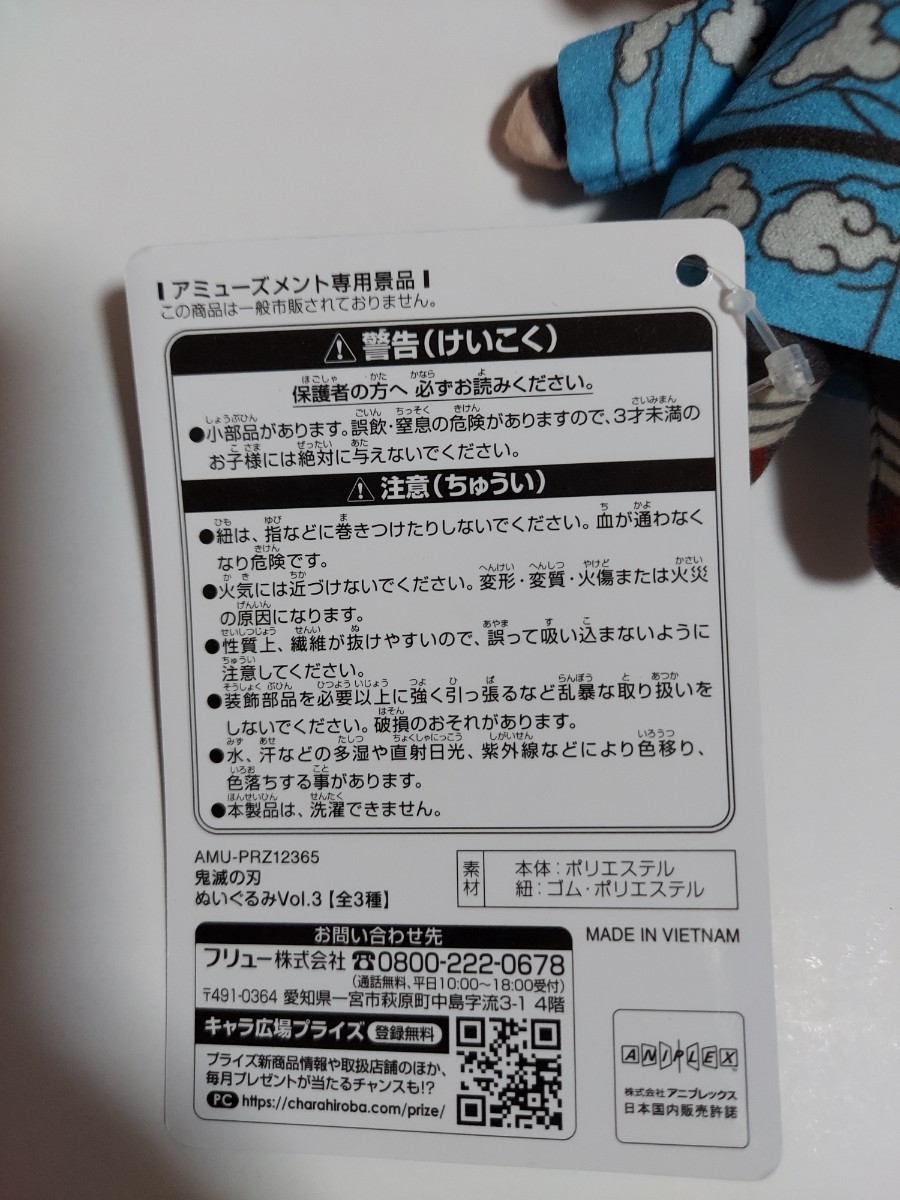 アミューズメント専用景品
この商品は一般市販されておりません。
警告(けいこく)
保護者の方へ 必ずお読みください。
●小部品があります。誤飲・窒息の危険がありますので、3才未満の
お子様には絶対に与えないでください。
注意(ちゅうい)
●紐は、指などに巻きつけたりしないでください。血が通わなく
なり危険です。
●火気には近づけないでください。変形・変質・火傷または火災
の原因になります。
●性質上、繊維が抜けやすいので、誤って吸い込まないように
注意してください。
●装飾部品を必要以上に強く引っ張るなど乱暴な取り扱いを
しないでください。破損のおそれがあります。
●水、汗などの多湿や直射日光、紫外線などにより色移り、
色落ちする事があります。
●本製品は、洗濯できません。
AMU-PRZ12365
鬼滅の刃
ぬいぐるみVol.3【全3種】
素材
本体：ポリエステル
紐：ゴム・ポリエステル
お問い合わせ先
フリュー株式会社 ☎0800-222-0678
(通話無料、平日10:00〜18:00受付)
〒491-0364 愛知県一宮市萩原町中島字流3-1 4階
キャラ広場プライズ 登録無料
プライズ新商品情報や取扱店舗のほか、
毎月プレゼントが当たるチャンスも!?
PC https://charahiroba.com/prize/
MADE IN VIETNAM
ANIPLEX
株式会社アニプレックス
日本国内販売許諾